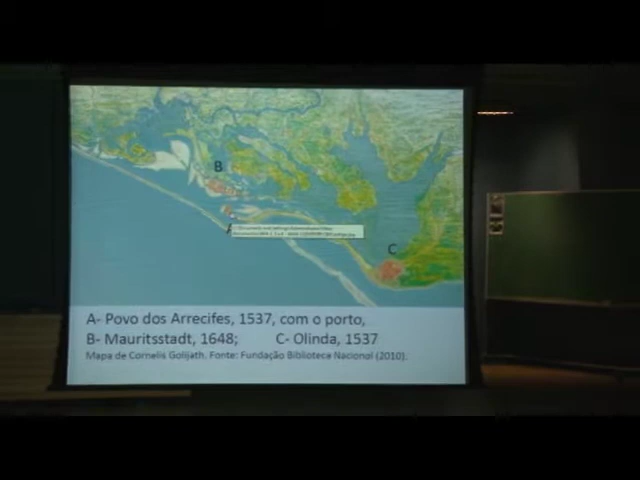 B
A
C
A- Povo dos Arrecifes, 1537, com o porto,
B- Mauritsstadt, 1648; C- Olinda, 1537
Mapa de Cornelis Golijath. Fonte: Fundação Biblioteca Nacional (2010).